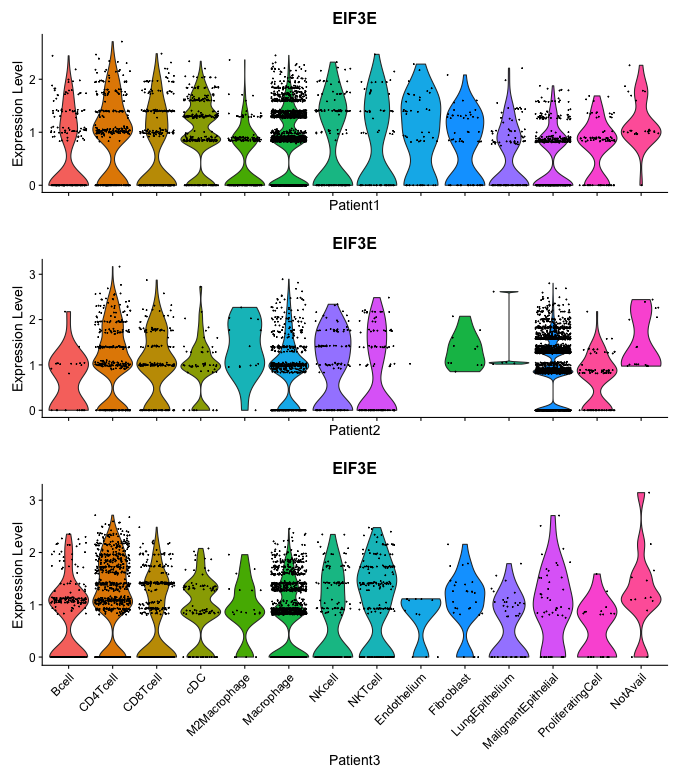 EIF3E
Expression Level
2
1
0
Patient1
EIF3E
Expression Level
3
2
1
0
Patient2
EIF3E
Expression Level
3
2
1
0
Bcell
CD4Tcell
CD8Tcell
cDC
M2Macrophage
Macrophage
NKcell
NKTcell
Endothelium
Fibroblast
LungEpithelium
MalignantEpithelial
ProliferatingCell
NotAvail
Patient3